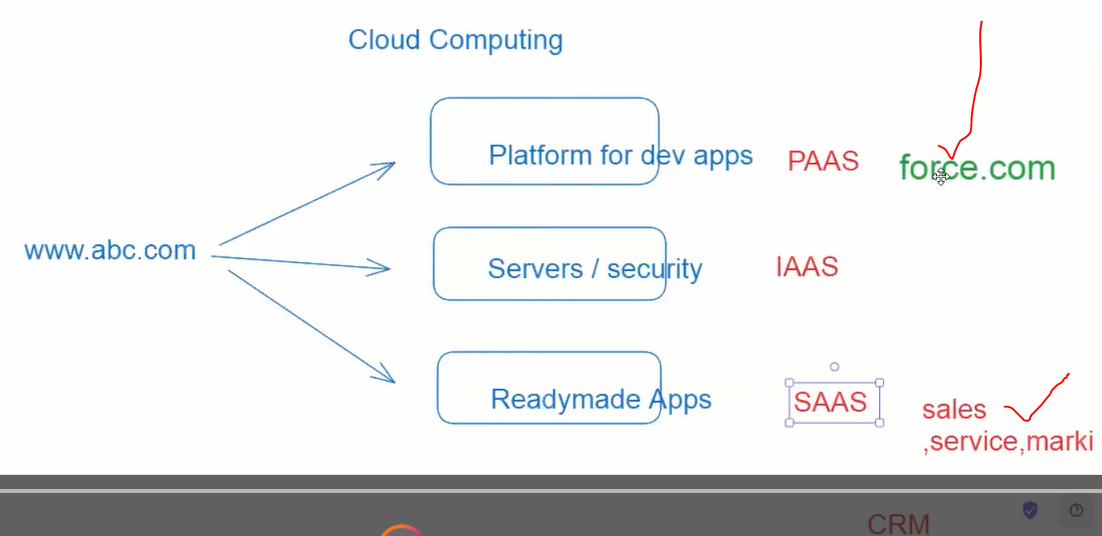 Cloud Computing
Platform for dev apps
PAAS
force.com
www.abc.com
Servers / security
IAAS
Readymade Apps
SAAS
sales
,service,marki
CRM